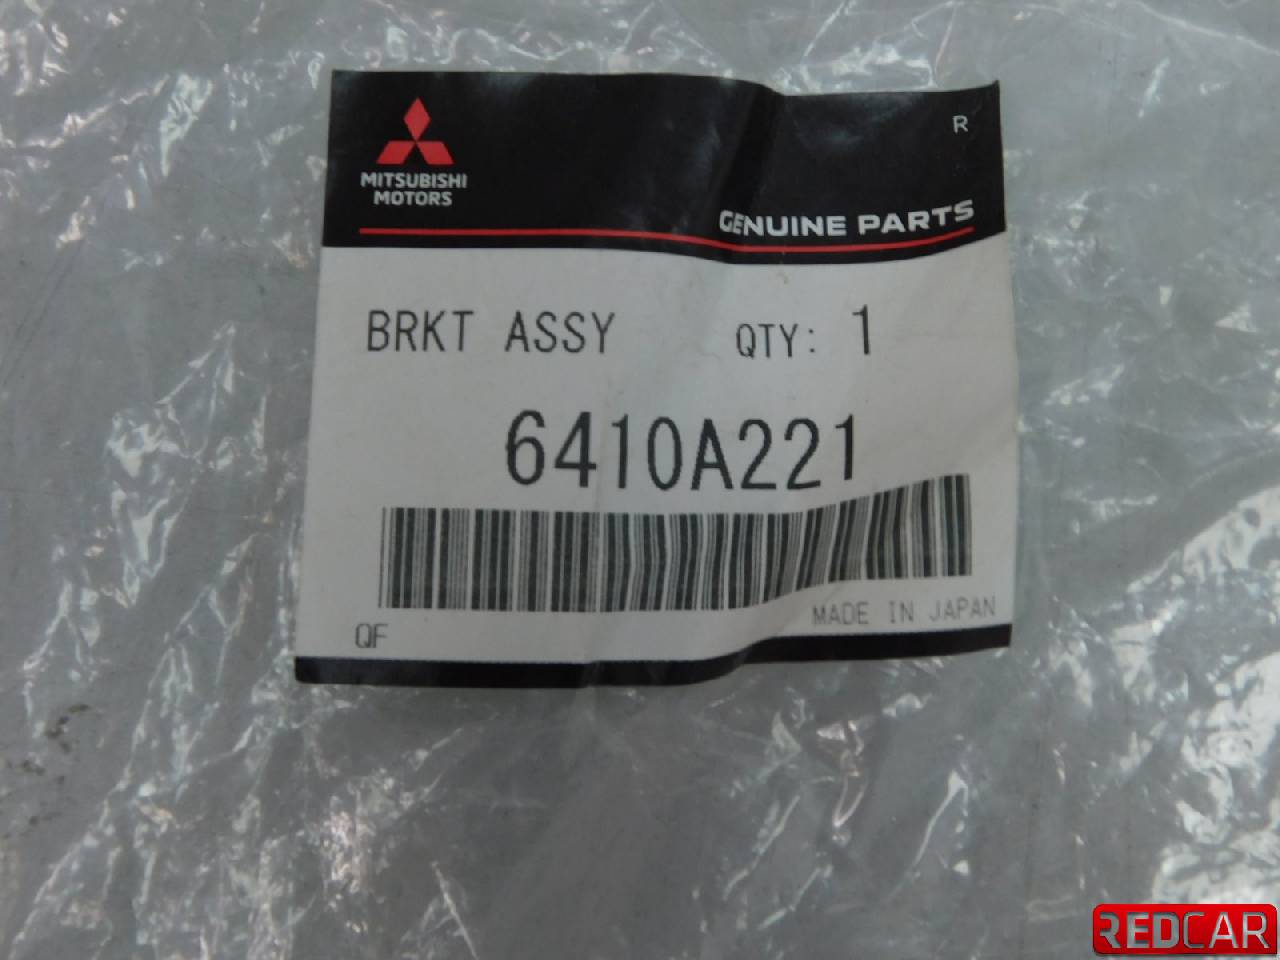 R
MITSUBISHI
MOTORS
GENUINE PARTS
BRKT ASSY QTY: 1
6410A221
MADE IN JAPAN
QF
REDCAR